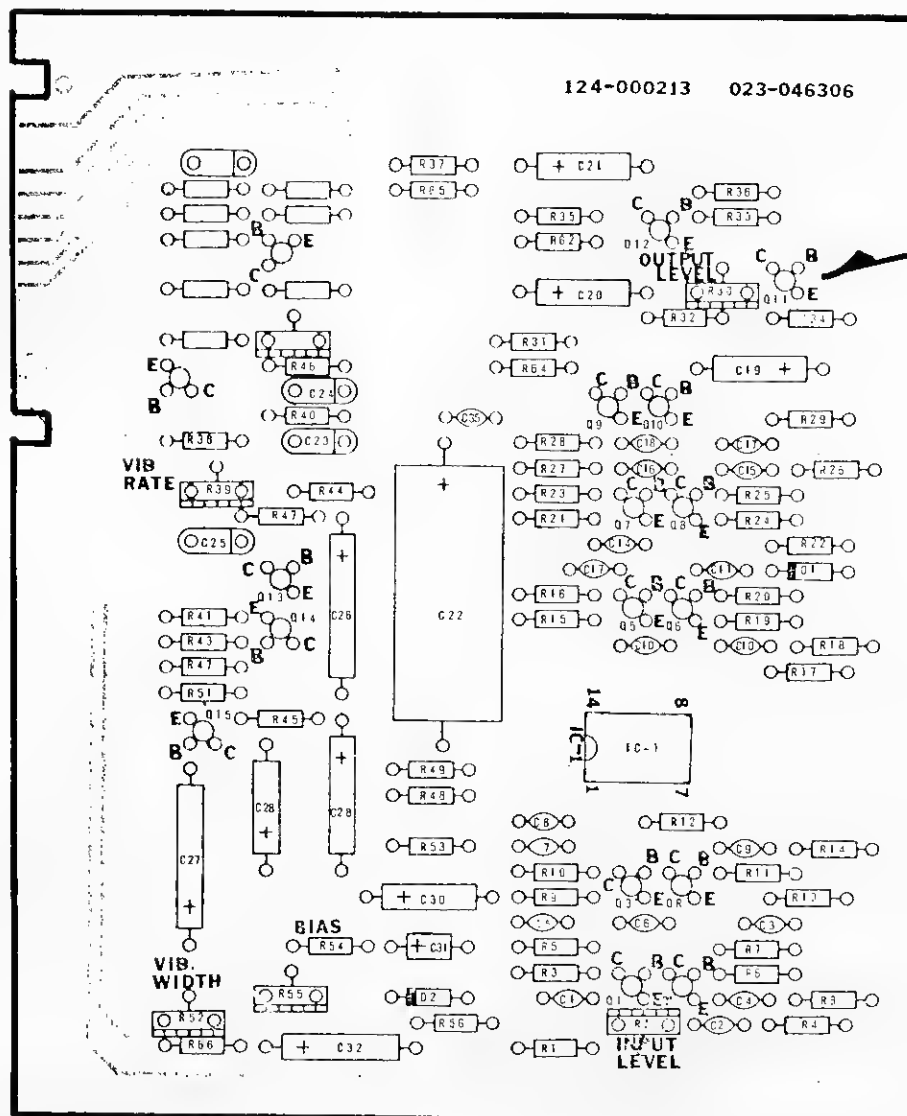 124-000213 023-046306
R37 C21
R65 R36
R35 C B R33
B E R62 Q12 E
C OUTPUT LEVEL C B
C20 R30 Q11 E
R32
R31
E R46 R64 C19 +
B C C24 C B C B
R40 C35 Q9 E Q10 E R29
R38 C23 R28 C18
VIB RATE R27 C16 C15
R39 R44 R23 B R25
R47 R21 Q7 E Q8 E R24
C25 + C14 R22
C B C11
Q13 E R16 B R20
R41 E Q14 C26 C22 R15 Q5 E Q6 E R19
R43 B C C10 C10 R18
R47 R17
R51
E Q15 R45 14 8
B C IC-1 IC-1
R49 1 7
R48 C8 R12
C28 C28 R53 C9 R14
C27 R10 B C B R11
+ C30 R9 C Q3 E E
BIAS C6 C3
R54 + C31 R5 R7
VIB. WIDTH R3 C B C B R6
R55 D2 C1 Q1 E E C4 R8
R52 R56 C2 R4
R66 + C32 R1 INPUT LEVEL